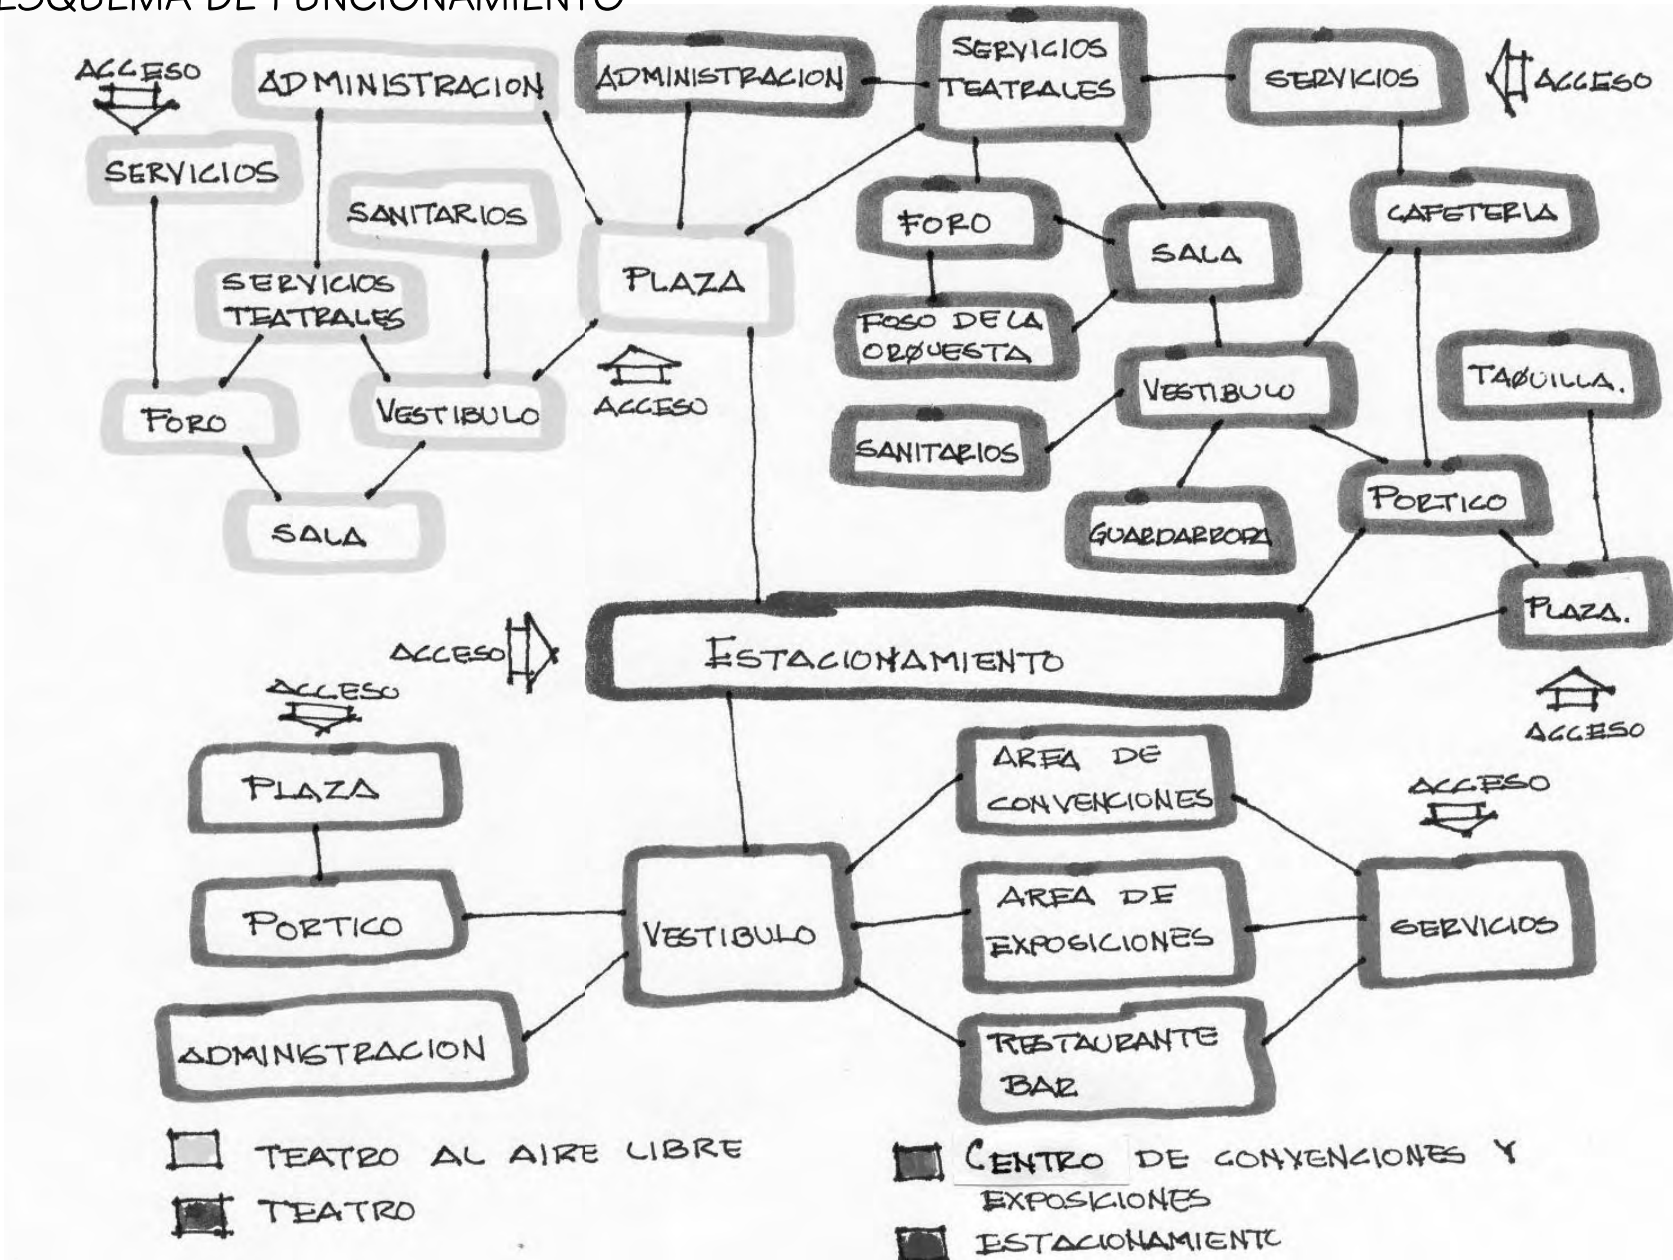 ESQUEMA DE FUNCIONAMIENTO
ACCESO
ADMINISTRACION
ADMINISTRACION
SERVICIOS
TEATRALES
SERVICIOS
ACCESO
SERVICIOS
SANITARIOS
SERVICIOS
TEATRALES
PLAZA
FORO
SALA
CAFETERIA
FOSO DE LA
ORQUESTA
TAQUILLA.
FORO
VESTIBULO
ACCESO
VESTIBULO
SANITARIOS
PORTICO
SALA
GUARDARROPA
PLAZA.
ACCESO
ESTACIONAMIENTO
ACCESO
ACCESO
PLAZA
AREA DE
CONVENCIONES
ACCESO
PORTICO
VESTIBULO
AREA DE
EXPOSICIONES
SERVICIOS
ADMINISTRACION
RESTAURANTE
BAR
TEATRO AL AIRE LIBRE
TEATRO
CENTRO DE CONVENCIONES Y
EXPOSICIONES
ESTACIONAMIENTO